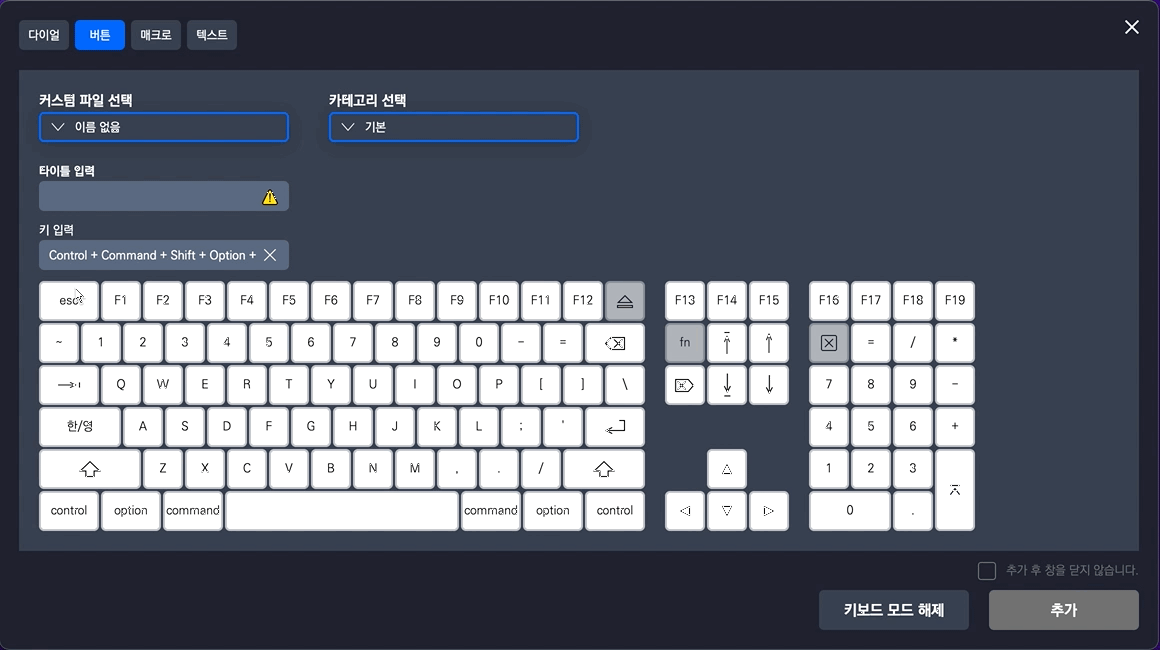 다이얼 버튼 매크로 텍스트
커스텀 파일 선택 카테고리 선택
이름 없음 기본
타이틀 입력
키 입력
Control + Command + Shift + Option +
esc F1 F2 F3 F4 F5 F6 F7 F8 F9 F10 F11 F12 F13 F14 F15 F16 F17 F18 F19
~ 1 2 3 4 5 6 7 8 9 0 - = fn = / *
Q W E R T Y U I O P [ ] \ 7 8 9 -
한/영 A S D F G H J K L ; ' 4 5 6 +
Z X C V B N M , . / 1 2 3
control option command command option control 0 .
추가 후 창을 닫지 않습니다.
키보드 모드 해제 추가